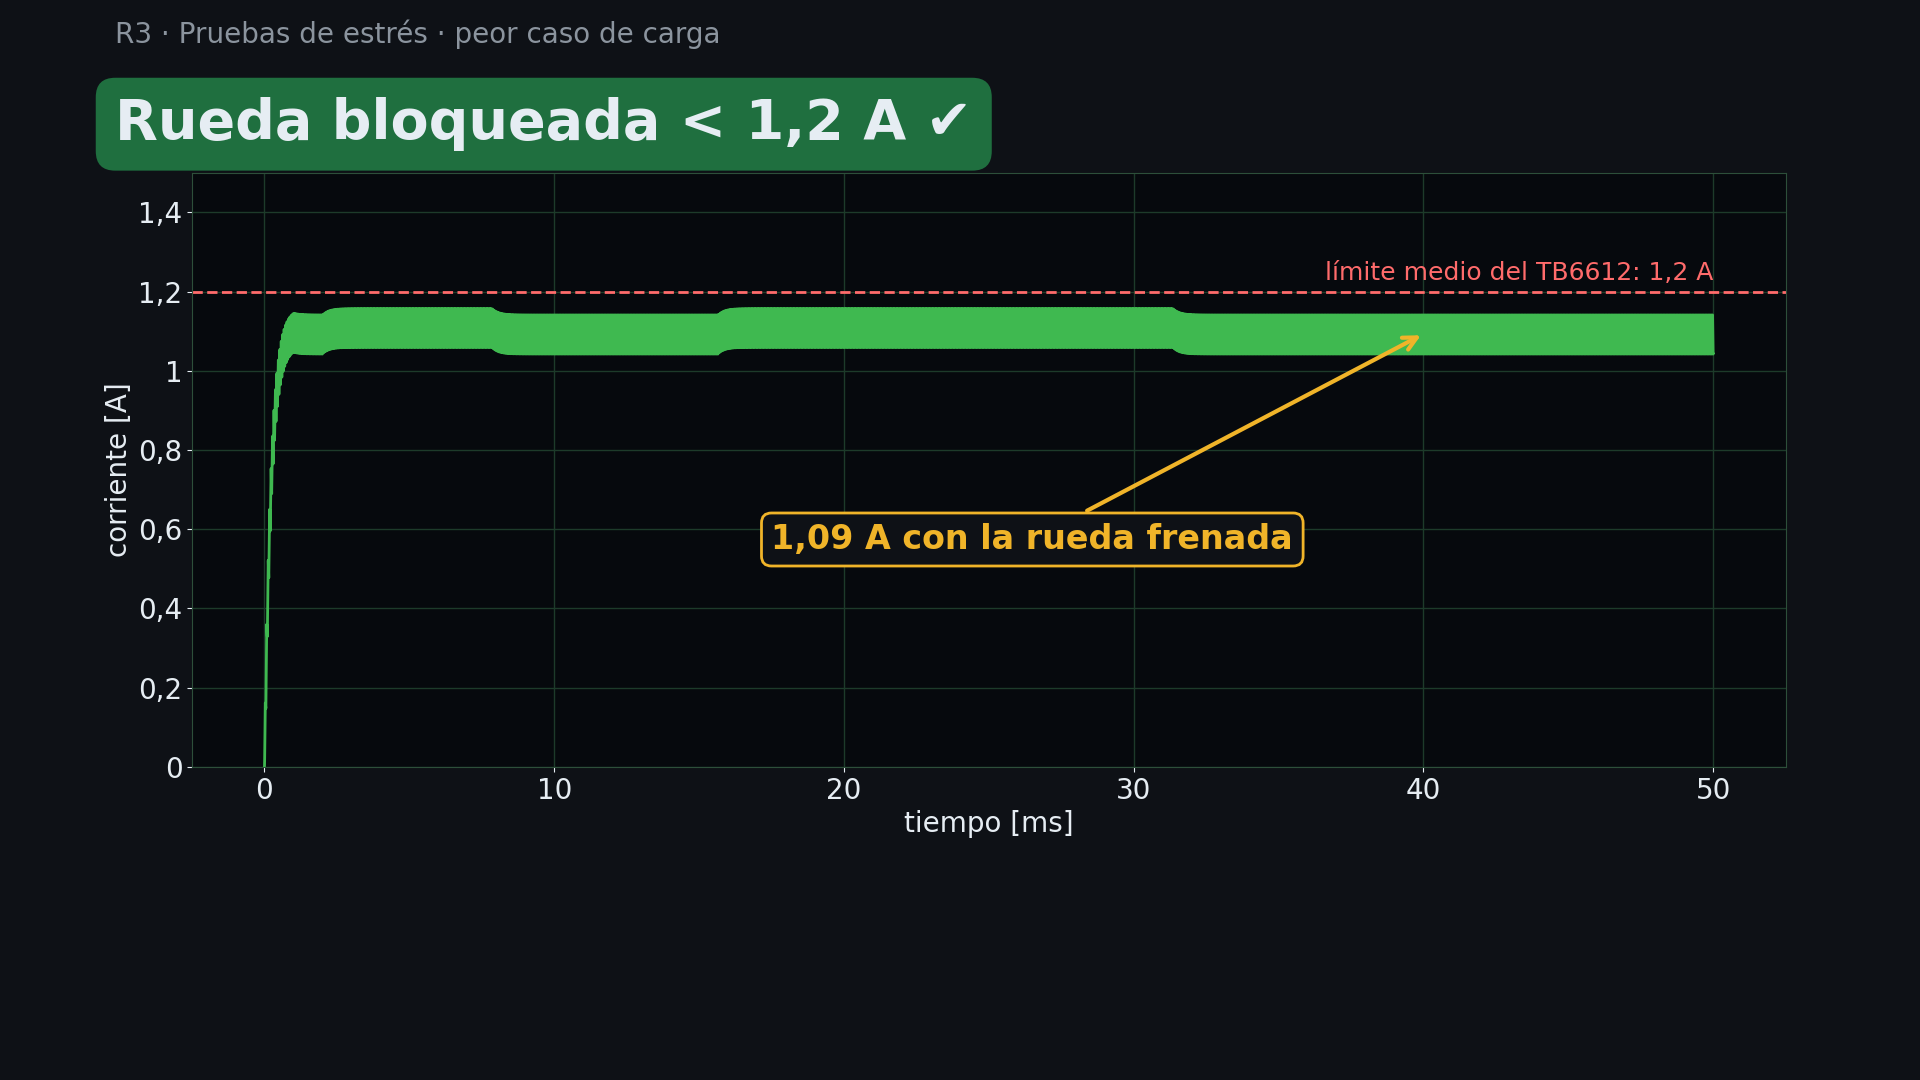 R3 · Pruebas de estrés · peor caso de carga
Rueda bloqueada < 1,2 A ✔
límite medio del TB6612: 1,2 A
1,09 A con la rueda frenada
corriente [A]
1,4
1,2
1
0,8
0,6
0,4
0,2
0
0 10 20 30 40 50
tiempo [ms]